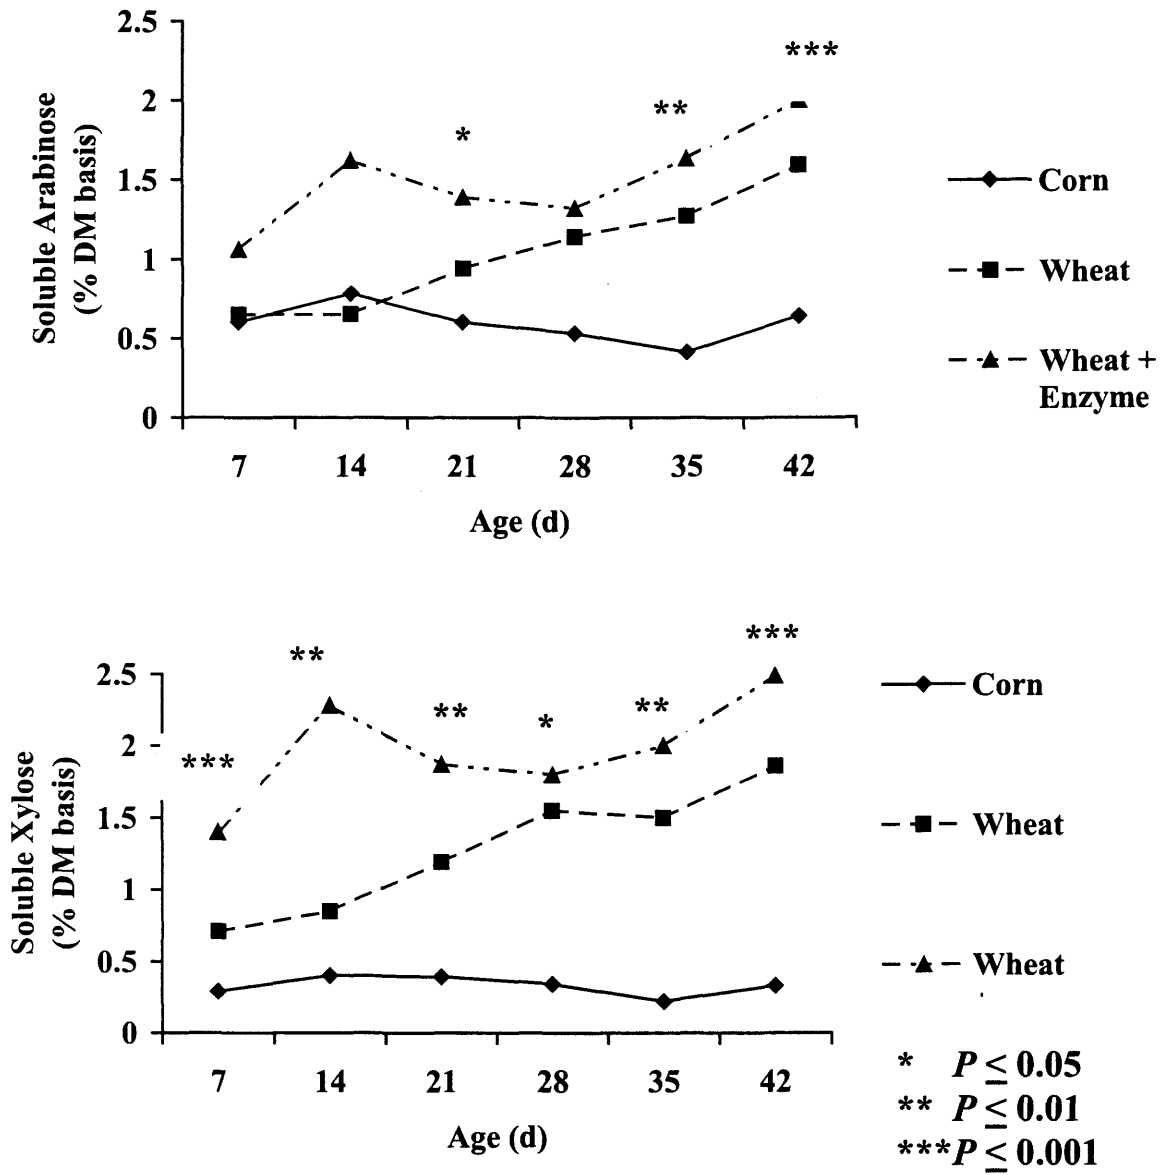 2.5
2
1.5
1
0.5
0
Soluble Arabinose
(% DM basis)
*
**
***
7 14 21 28 35 42
Age (d)
Corn
Wheat
Wheat +
Enzyme
2.5
2
1.5
1
0.5
0
Soluble Xylose
(% DM basis)
***
**
**
*
**
***
7 14 21 28 35 42
Age (d)
Corn
Wheat
Wheat
* P ≤ 0.05
** P ≤ 0.01
***P ≤ 0.001